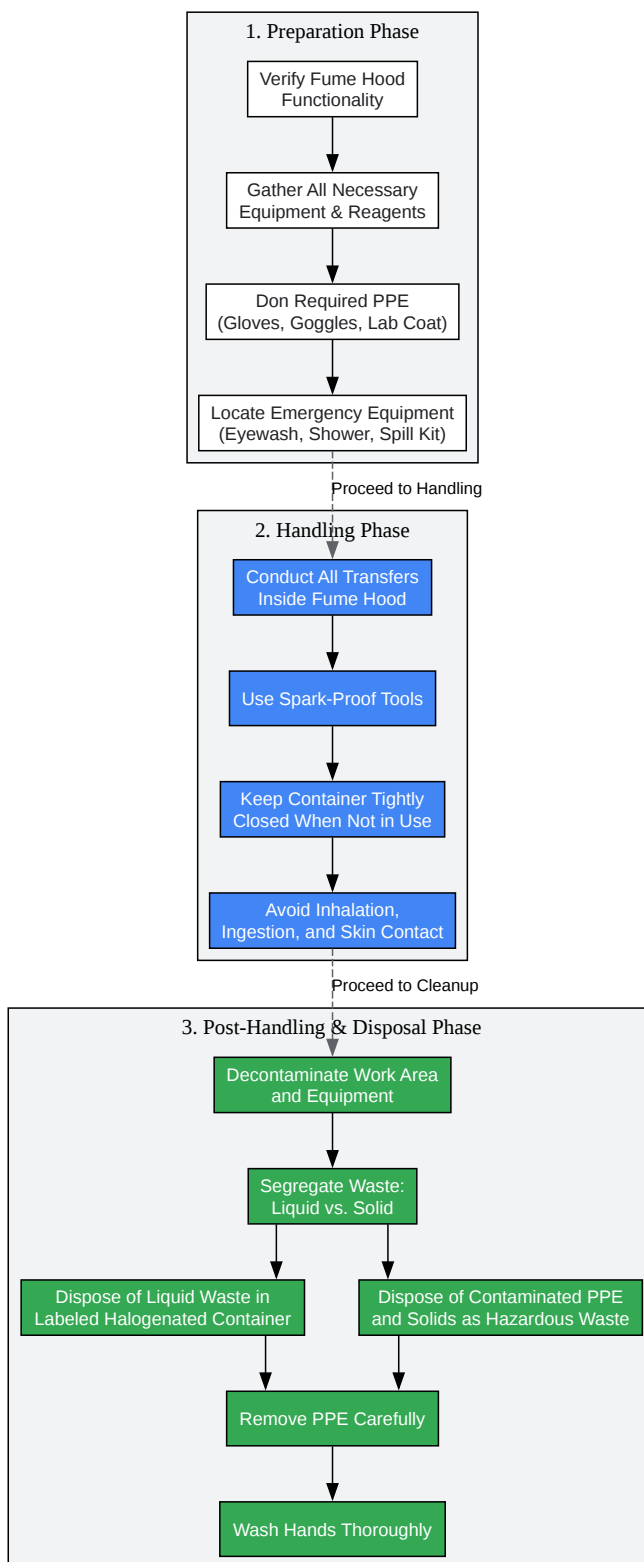 1. Preparation Phase
Verify Fume Hood
Functionality
Gather All Necessary
Equipment & Reagents
Don Required PPE
(Gloves, Goggles, Lab Coat)
Locate Emergency Equipment
(Eyewash, Shower, Spill Kit)
Proceed to Handling
2. Handling Phase
Conduct All Transfers
Inside Fume Hood
Use Spark-Proof Tools
Keep Container Tightly
Closed When Not in Use
Avoid Inhalation,
Ingestion, and Skin Contact
Proceed to Cleanup
3. Post-Handling & Disposal Phase
Decontaminate Work Area
and Equipment
Segregate Waste:
Liquid vs. Solid
Dispose of Liquid Waste in
Labeled Halogenated Container
Dispose of Contaminated PPE
and Solids as Hazardous Waste
Remove PPE Carefully
Wash Hands Thoroughly